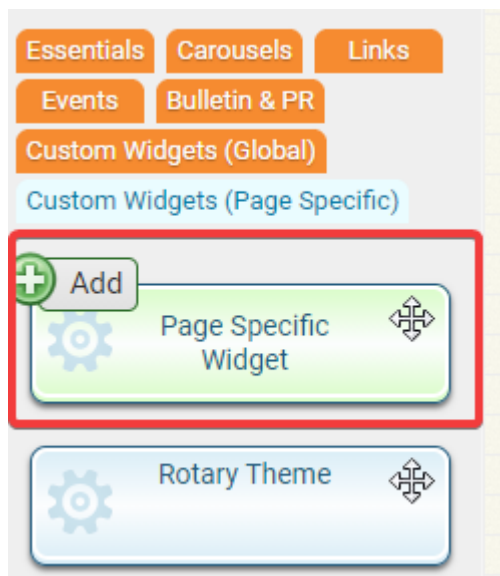 Essentials Carousels Links
Events Bulletin & PR
Custom Widgets (Global)
Custom Widgets (Page Specific)
Add
Page Specific
Widget
Rotary Theme